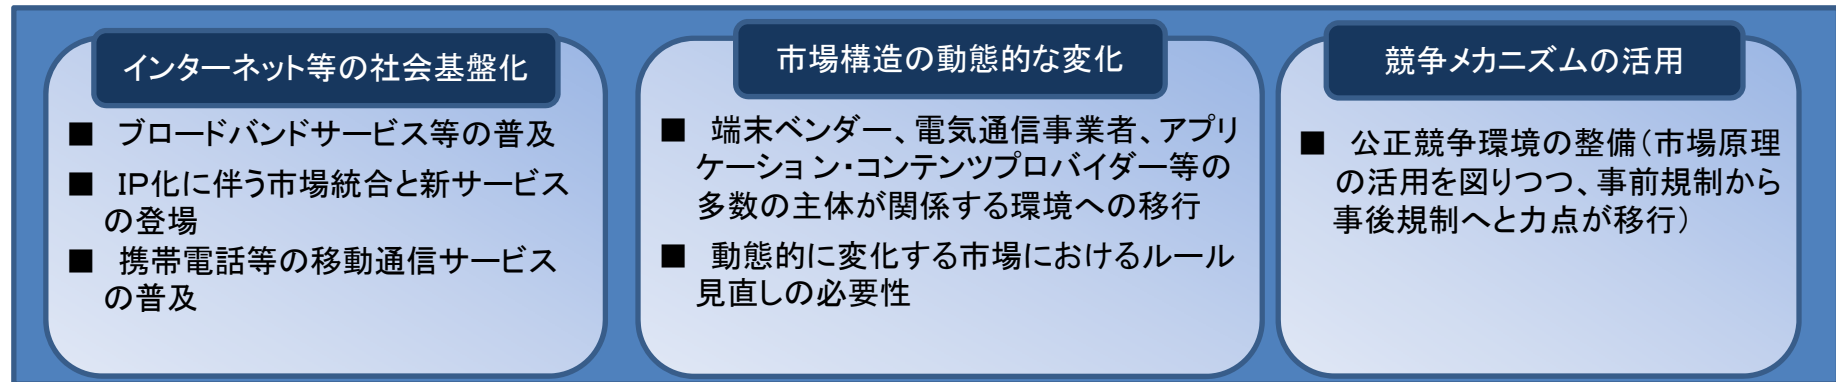 インターネット等の社会基盤化
■ ブロードバンドサービス等の普及
■ IP化に伴う市場統合と新サービス
の登場
■ 携帯電話等の移動通信サービス
の普及
市場構造の動態的な変化
■ 端末ベンダー、電気通信事業者、アプリ
ケーション・コンテンツプロバイダー等の
多数の主体が関係する環境への移行
■ 動態的に変化する市場におけるルール
見直しの必要性
競争メカニズムの活用
■ 公正競争環境の整備（市場原理
の活用を図りつつ、事前規制から
事後規制へと力点が移行）